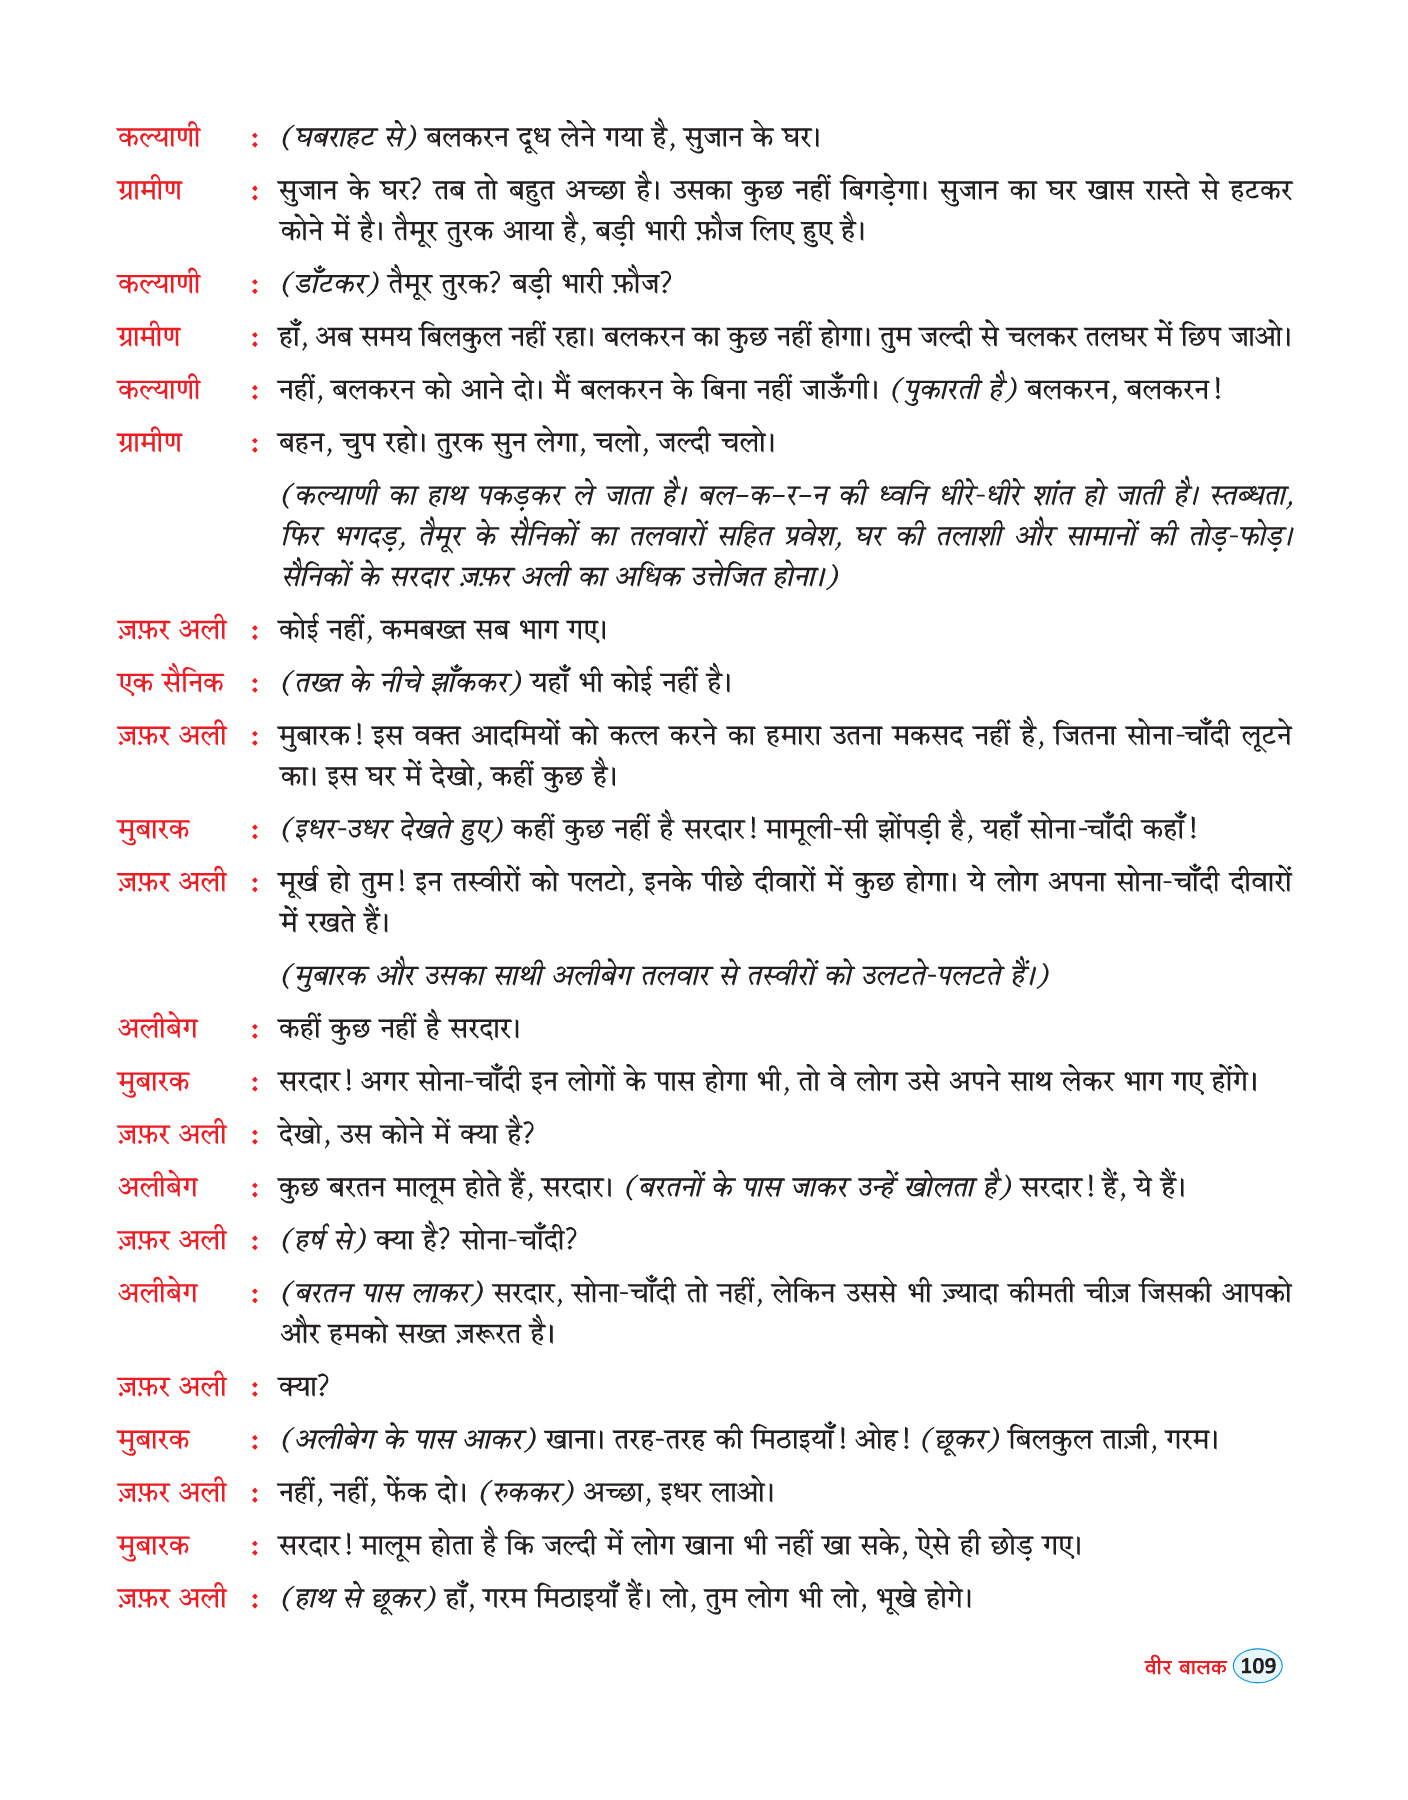 कल्याणी : (घबराहट से) बलकरन दूध लेने गया है, सुजान के घर।
ग्रामीण : सुजान के घर? तब तो बहुत अच्छा है। उसका कुछ नहीं बिगड़ेगा। सुजान का घर खास रास्ते से हटकर
कोने में है। तैमूर तुरक आया है, बड़ी भारी फ़ौज लिए हुए है।
कल्याणी : (डाँटकर) तैमूर तुरक? बड़ी भारी फ़ौज?
ग्रामीण : हाँ, अब समय बिलकुल नहीं रहा। बलकरन का कुछ नहीं होगा। तुम जल्दी से चलकर तलघर में छिप जाओ।
कल्याणी : नहीं, बलकरन को आने दो। मैं बलकरन के बिना नहीं जाऊँगी। (पुकारती है) बलकरन, बलकरन!
ग्रामीण : बहन, चुप रहो। तुरक सुन लेगा, चलो, जल्दी चलो।
(कल्याणी का हाथ पकड़कर ले जाता है। बल–क–र–न की ध्वनि धीरे-धीरे शांत हो जाती है। स्तब्धता,
फिर भगदड़, तैमूर के सैनिकों का तलवारों सहित प्रवेश, घर की तलाशी और सामानों की तोड़-फोड़।
सैनिकों के सरदार ज़फ़र अली का अधिक उत्तेजित होना।)
ज़फ़र अली : कोई नहीं, कमबख्त सब भाग गए।
एक सैनिक : (तख्त के नीचे झाँककर) यहाँ भी कोई नहीं है।
ज़फ़र अली : मुबारक! इस वक्त आदमियों को कत्ल करने का हमारा उतना मकसद नहीं है, जितना सोना-चाँदी लूटने
का। इस घर में देखो, कहीं कुछ है।
मुबारक : (इधर-उधर देखते हुए) कहीं कुछ नहीं है सरदार! मामूली-सी झोंपड़ी है, यहाँ सोना-चाँदी कहाँ!
ज़फ़र अली : मूर्ख हो तुम! इन तस्वीरों को पलटो, इनके पीछे दीवारों में कुछ होगा। ये लोग अपना सोना-चाँदी दीवारों
में रखते हैं।
(मुबारक और उसका साथी अलीबेग तलवार से तस्वीरों को उलटते-पलटते हैं।)
अलीबेग : कहीं कुछ नहीं है सरदार।
मुबारक : सरदार! अगर सोना-चाँदी इन लोगों के पास होगा भी, तो वे लोग उसे अपने साथ लेकर भाग गए होंगे।
ज़फ़र अली : देखो, उस कोने में क्या है?
अलीबेग : कुछ बरतन मालूम होते हैं, सरदार। (बरतनों के पास जाकर उन्हें खोलता है) सरदार! हैं, ये हैं।
ज़फ़र अली : (हर्ष से) क्या है? सोना-चाँदी?
अलीबेग : (बरतन पास लाकर) सरदार, सोना-चाँदी तो नहीं, लेकिन उससे भी ज़्यादा कीमती चीज़ जिसकी आपको
और हमको सख्त ज़रूरत है।
ज़फ़र अली : क्या?
मुबारक : (अलीबेग के पास आकर) खाना। तरह-तरह की मिठाइयाँ! ओह! (छूकर) बिलकुल ताज़ी, गरम।
ज़फ़र अली : नहीं, नहीं, फेंक दो। (रुककर) अच्छा, इधर लाओ।
मुबारक : सरदार! मालूम होता है कि जल्दी में लोग खाना भी नहीं खा सके, ऐसे ही छोड़ गए।
ज़फ़र अली : (हाथ से छूकर) हाँ, गरम मिठाइयाँ हैं। लो, तुम लोग भी लो, भूखे होगे।
वीर बालक 109